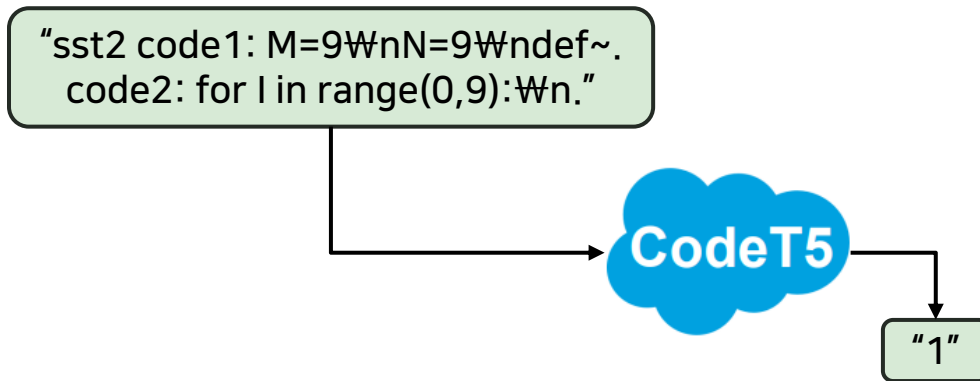 “sst2 code1: M=9₩nN=9₩ndef~.
code2: for I in range(0,9):₩n.”
CodeT5
“1”